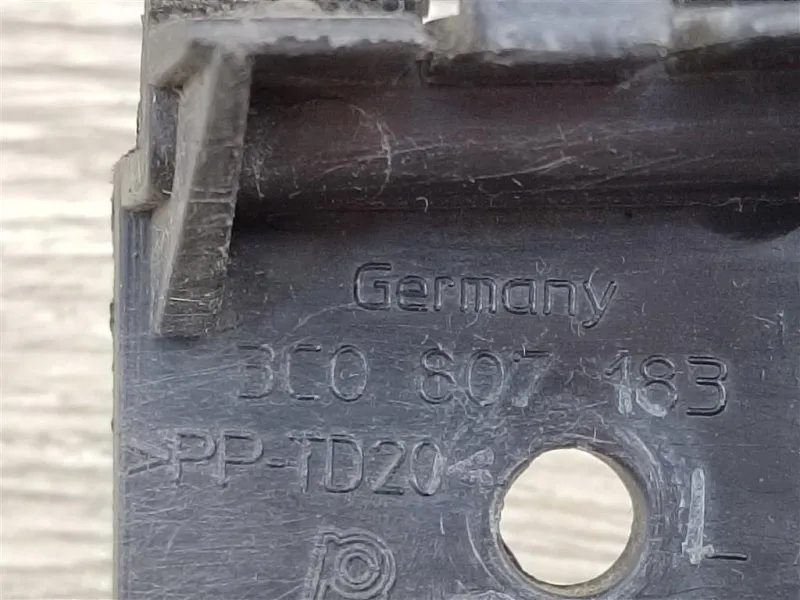 Germany
3C0 807 183
>PP-TD20<
L